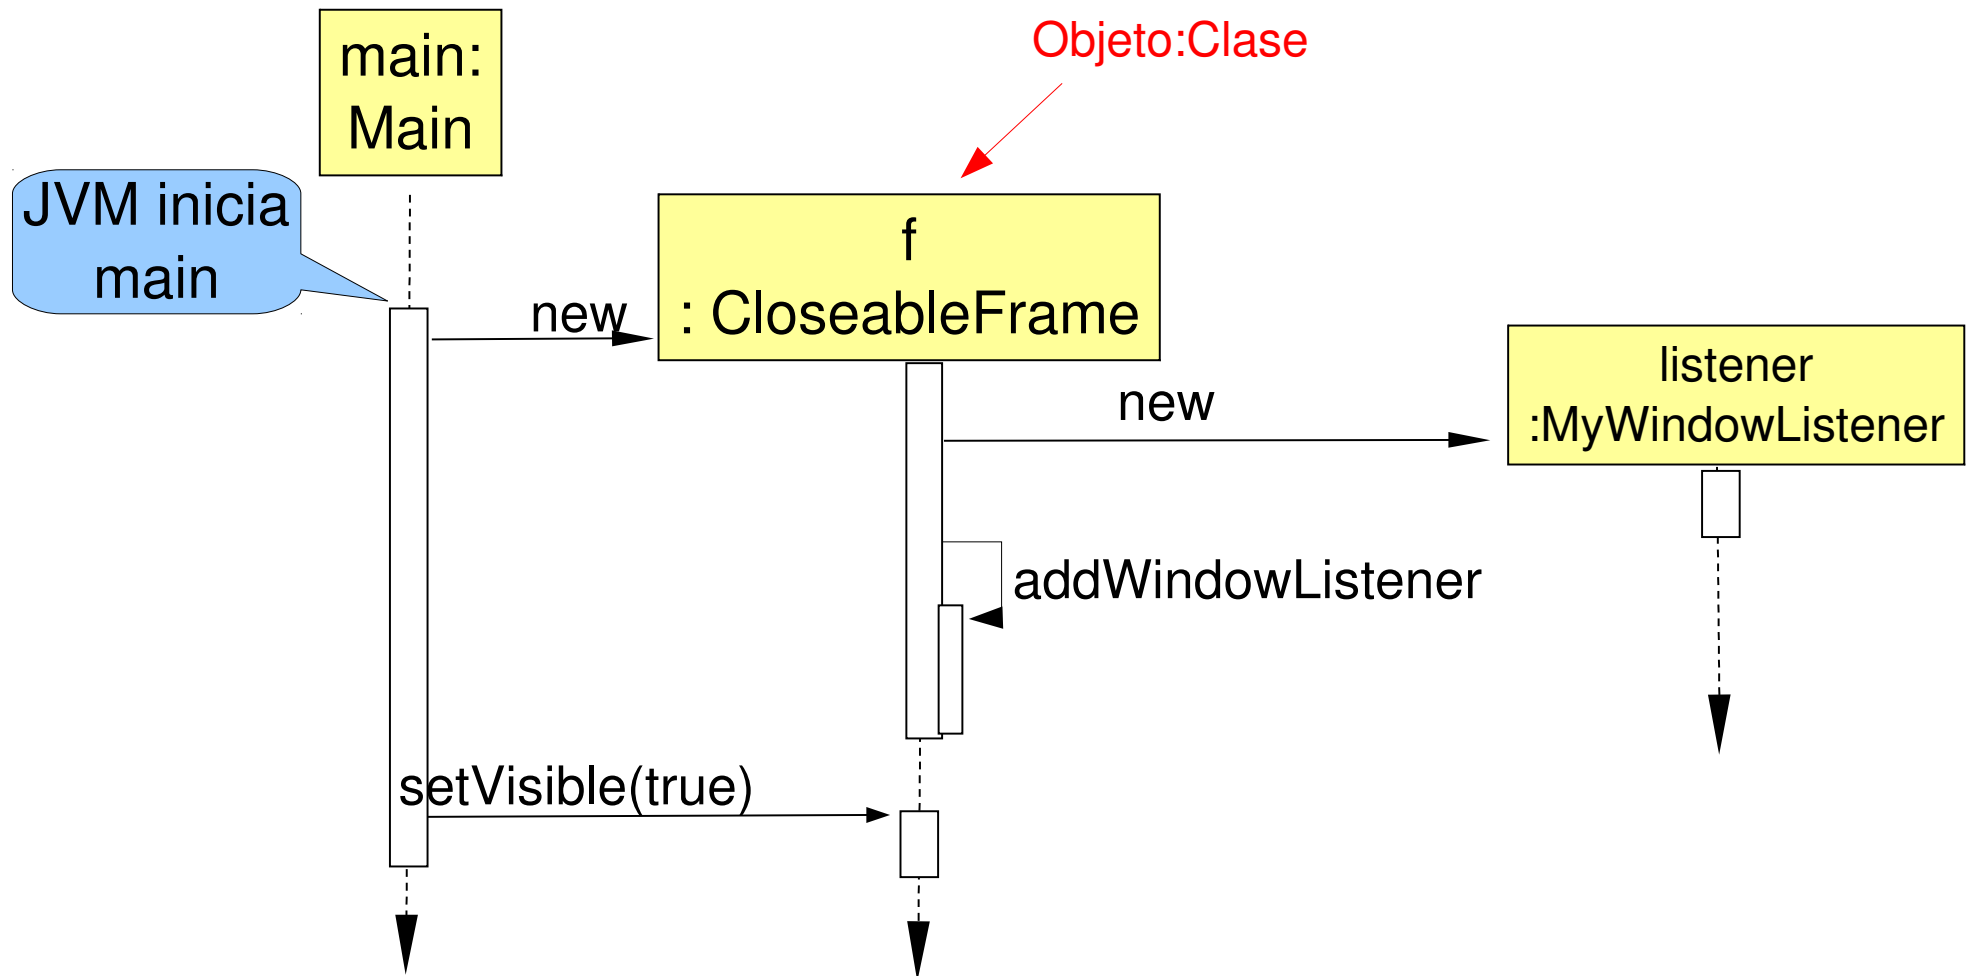 main:
Main
Objeto:Clase
JVM inicia
main
f
: CloseableFrame
new
listener
:MyWindowListener
new
addWindowListener
setVisible(true)